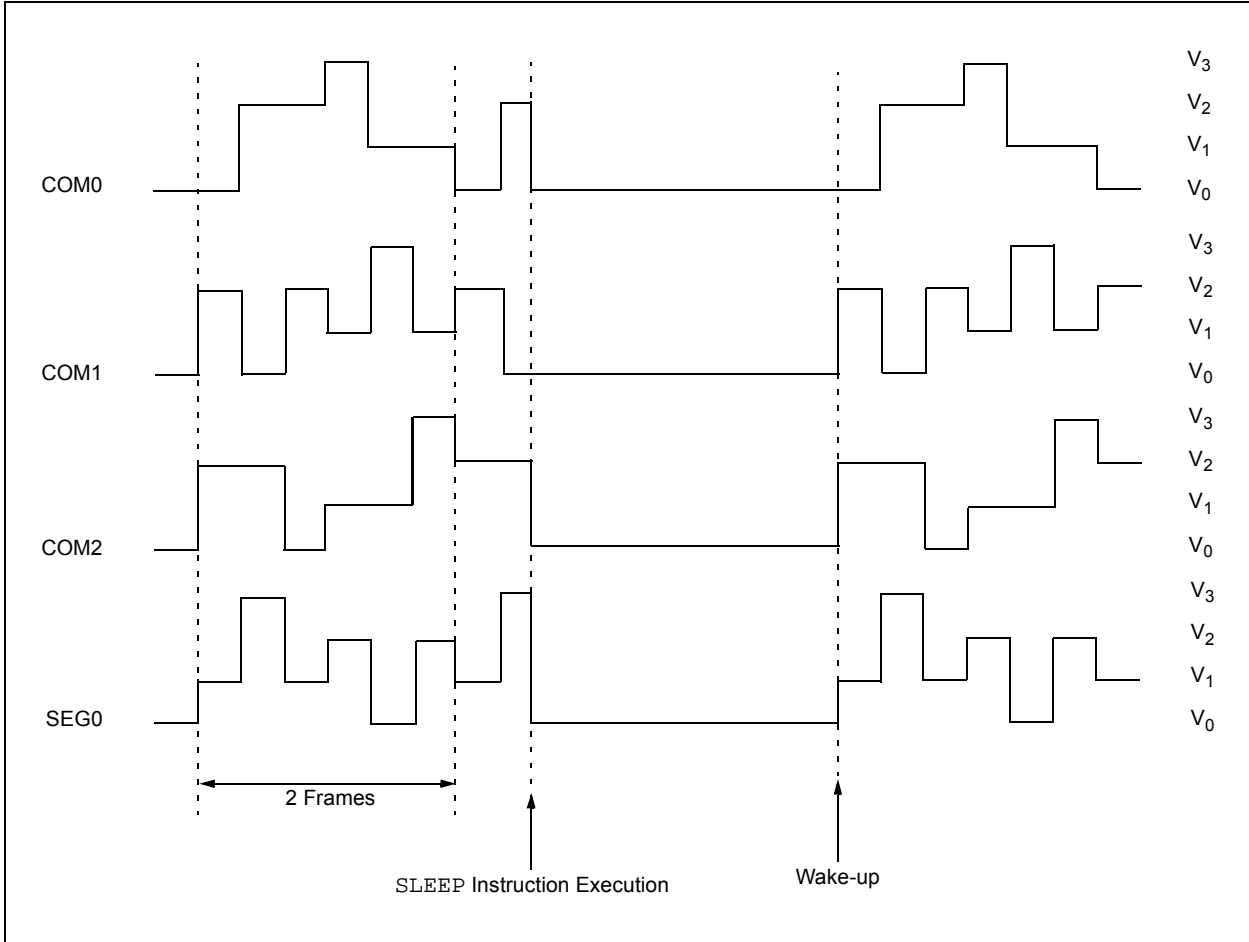 V₃
V₂
V₁
COM0 V₀
V₃
V₂
V₁
COM1 V₀
V₃
V₂
V₁
COM2 V₀
V₃
V₂
V₁
SEG0 V₀
2 Frames
SLEEP Instruction Execution Wake-up